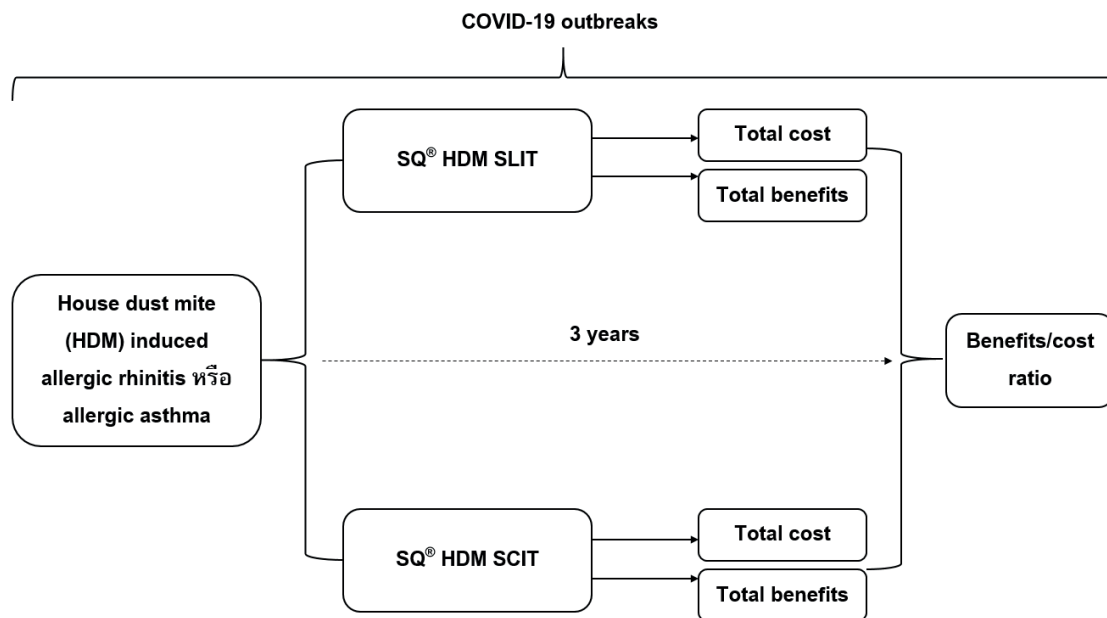 COVID-19 outbreaks
SQ® HDM SLIT
Total cost
Total benefits
House dust mite
(HDM) induced
allergic rhinitis หรือ
allergic asthma
3 years
Benefits/cost
ratio
SQ® HDM SCIT
Total cost
Total benefits